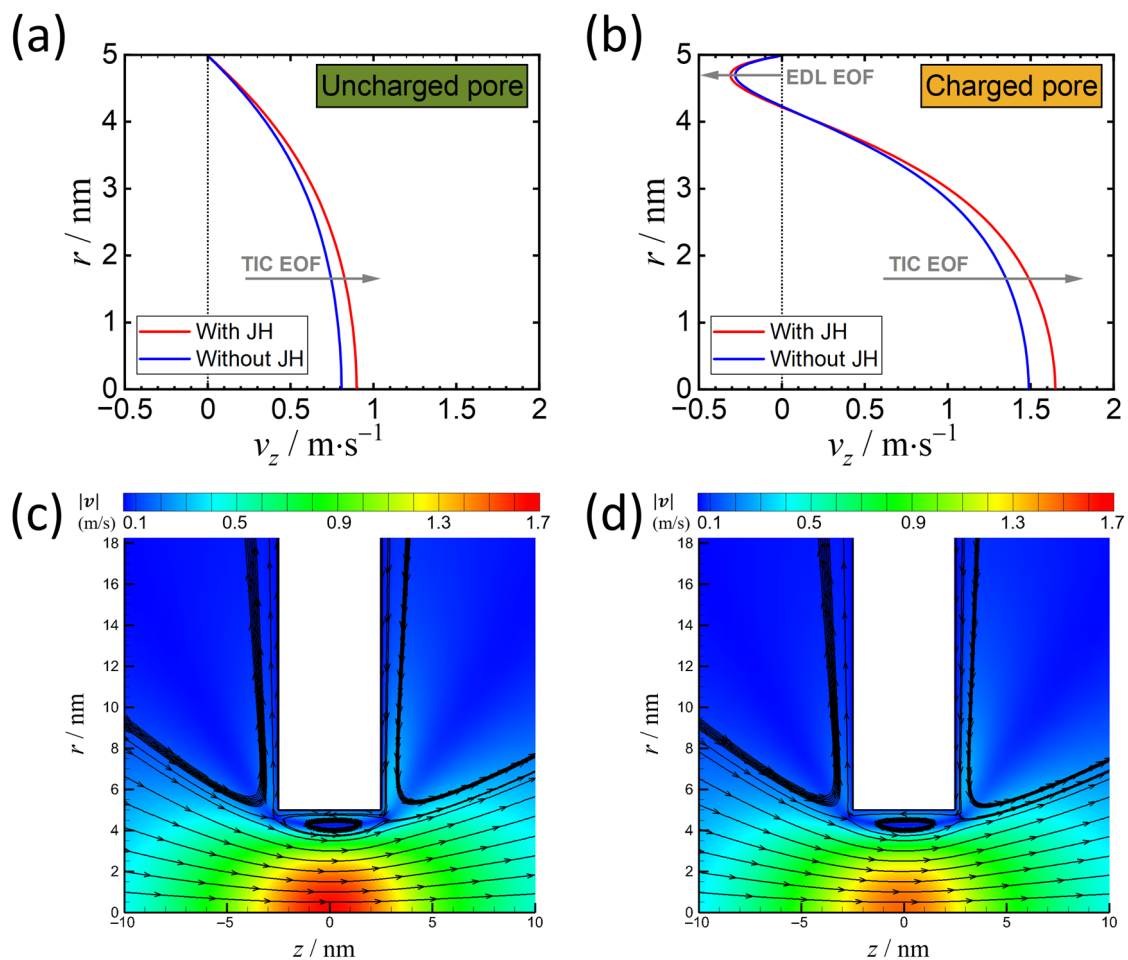 (a)
Uncharged pore
TIC EOF
With JH
Without JH
5
4
3
2
1
0
r / nm
−0.5 0 0.5 1 1.5 2
v_z / m·s⁻¹
(b)
EDL EOF
Charged pore
TIC EOF
With JH
Without JH
5
4
3
2
1
0
r / nm
−0.5 0 0.5 1 1.5 2
v_z / m·s⁻¹
(c)
|v|
(m/s)
0.1 0.5 0.9 1.3 1.7
18
16
14
12
10
8
6
4
2
0
r / nm
−10 −5 0 5 10
z / nm
(d)
|v|
(m/s)
0.1 0.5 0.9 1.3 1.7
18
16
14
12
10
8
6
4
2
0
r / nm
−10 −5 0 5 10
z / nm